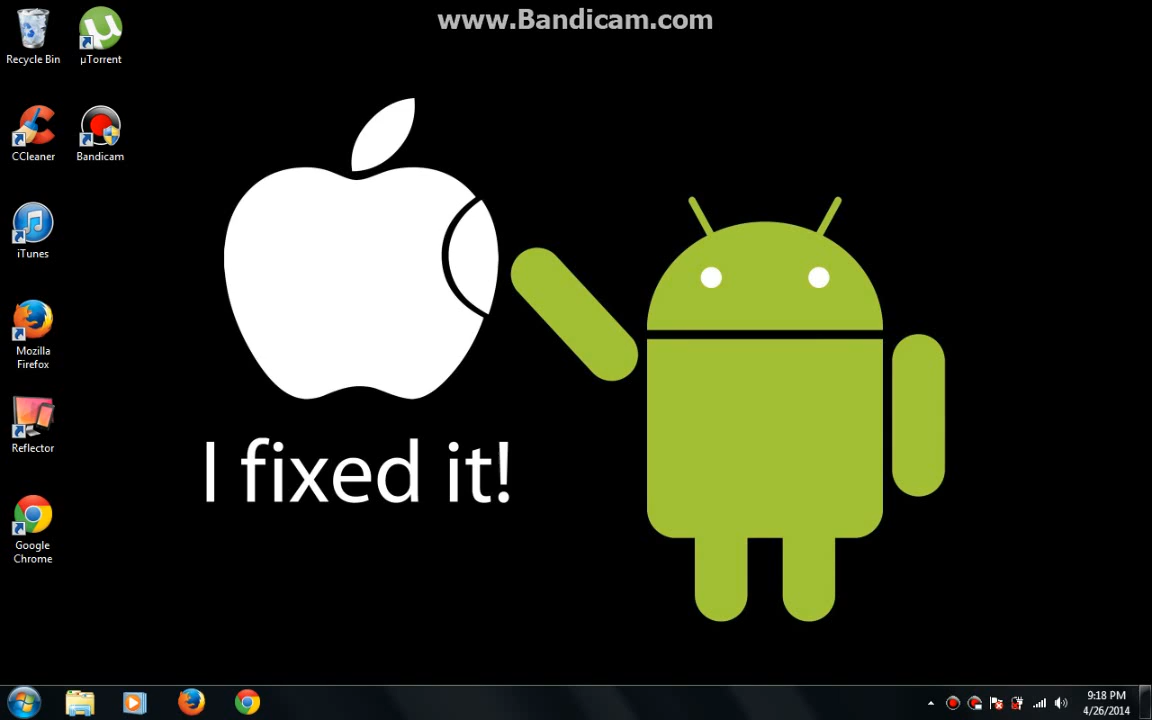 www.Bandicam.com
Recycle Bin
µTorrent
CCleaner
Bandicam
iTunes
Mozilla
Firefox
Reflector
Google
Chrome
I fixed it!
9:18 PM
4/26/2014